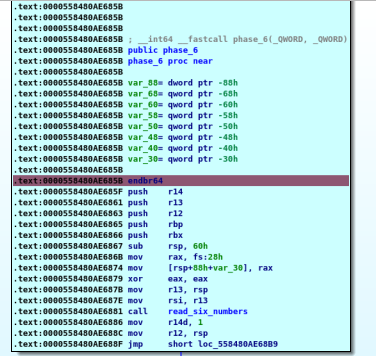 .text:0000558480AE685B
.text:0000558480AE685B
.text:0000558480AE685B
.text:0000558480AE685B ; __int64 __fastcall phase_6(_QWORD, _QWORD)
.text:0000558480AE685B public phase_6
.text:0000558480AE685B phase_6 proc near
.text:0000558480AE685B
.text:0000558480AE685B var_88= dword ptr -88h
.text:0000558480AE685B var_68= qword ptr -68h
.text:0000558480AE685B var_60= qword ptr -60h
.text:0000558480AE685B var_58= qword ptr -58h
.text:0000558480AE685B var_50= qword ptr -50h
.text:0000558480AE685B var_48= qword ptr -48h
.text:0000558480AE685B var_40= qword ptr -40h
.text:0000558480AE685B var_30= qword ptr -30h
.text:0000558480AE685B
.text:0000558480AE685B endbr64
.text:0000558480AE685F push r14
.text:0000558480AE6861 push r13
.text:0000558480AE6863 push r12
.text:0000558480AE6865 push rbp
.text:0000558480AE6866 push rbx
.text:0000558480AE6867 sub rsp, 60h
.text:0000558480AE686B mov rax, fs:28h
.text:0000558480AE6874 mov [rsp+88h+var_30], rax
.text:0000558480AE6879 xor eax, eax
.text:0000558480AE687B mov r13, rsp
.text:0000558480AE687E mov rsi, r13
.text:0000558480AE6881 call read_six_numbers
.text:0000558480AE6886 mov r14d, 1
.text:0000558480AE688C mov r12, rsp
.text:0000558480AE688F jmp short loc_558480AE68B9